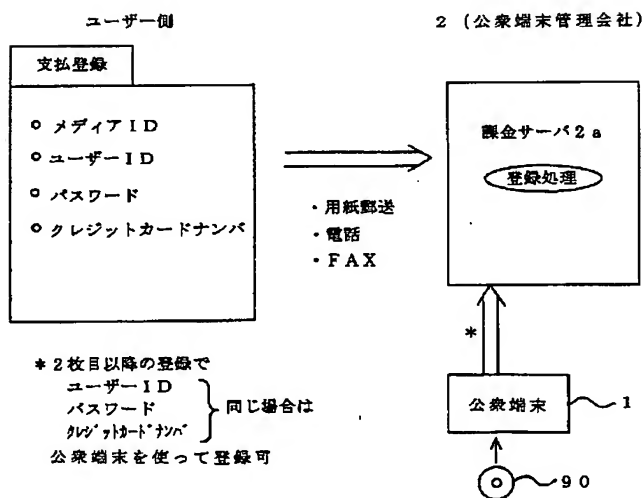 ユーザー側
2 (公衆端末管理会社)
支払登録
○ メディアID
○ ユーザーID
○ パスワード
○ クレジットカードナンバ
・用紙郵送
・電話
・FAX
課金サーバ2a
登録処理
*
*2枚目以降の登録で
ユーザーID
パスワード
クレジットカードナンバ
同じ場合は
公衆端末を使って登録可
公衆端末
1
90